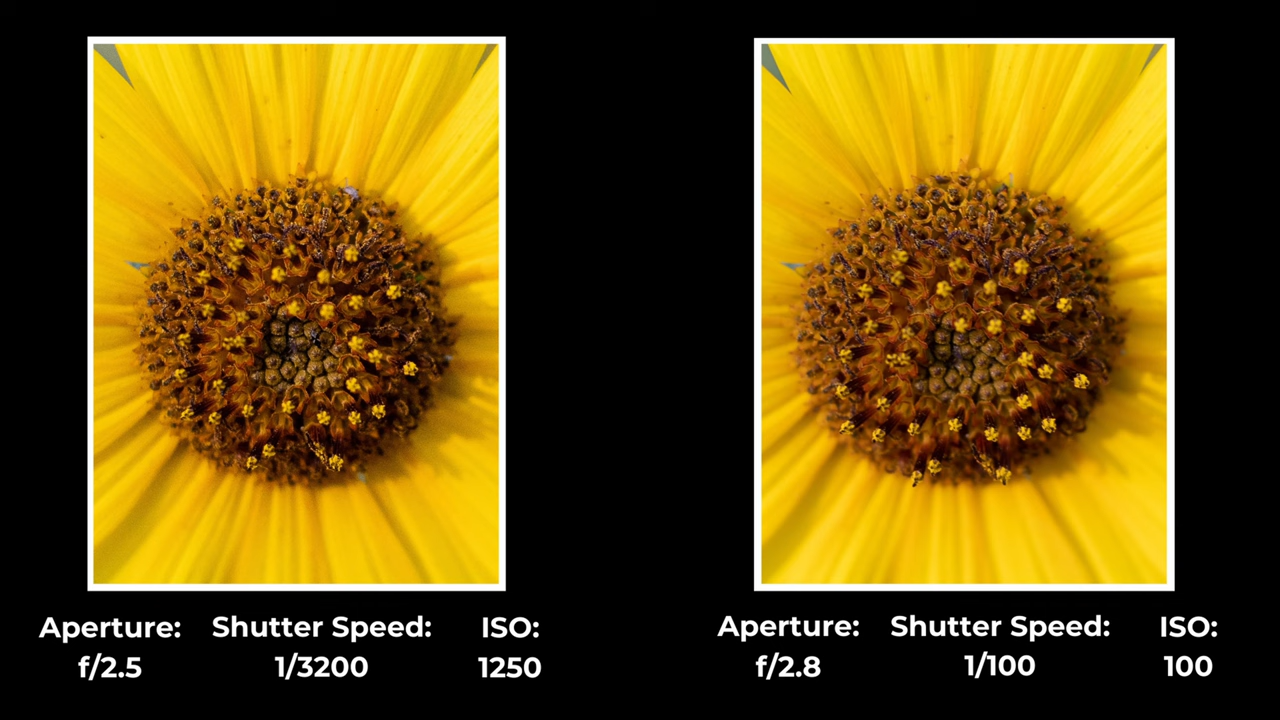 Aperture: Shutter Speed: ISO:
f/2.5 1/3200 1250
Aperture: Shutter Speed: ISO:
f/2.8 1/100 100